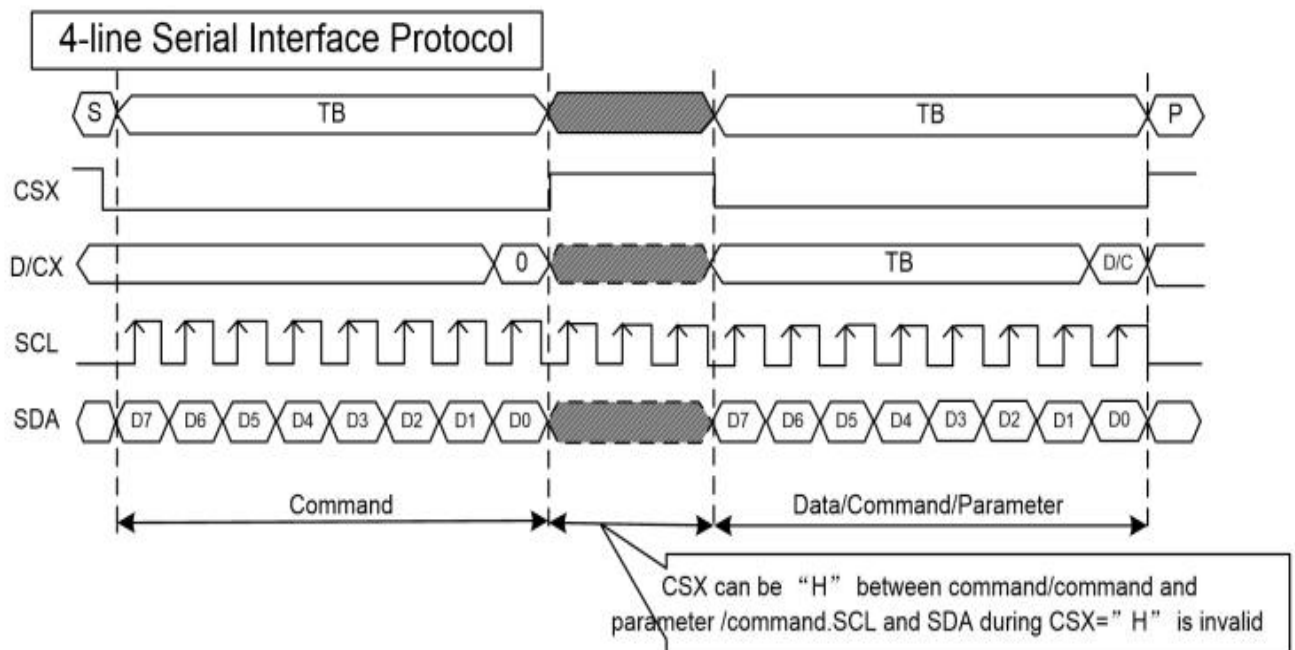 4-line Serial Interface Protocol
S TB TB P
CSX
D/CX 0 TB D/C
SCL
SDA D7 D6 D5 D4 D3 D2 D1 D0 D7 D6 D5 D4 D3 D2 D1 D0
Command Data/Command/Parameter
CSX can be “H” between command/command and
parameter /command.SCL and SDA during CSX=”H” is invalid